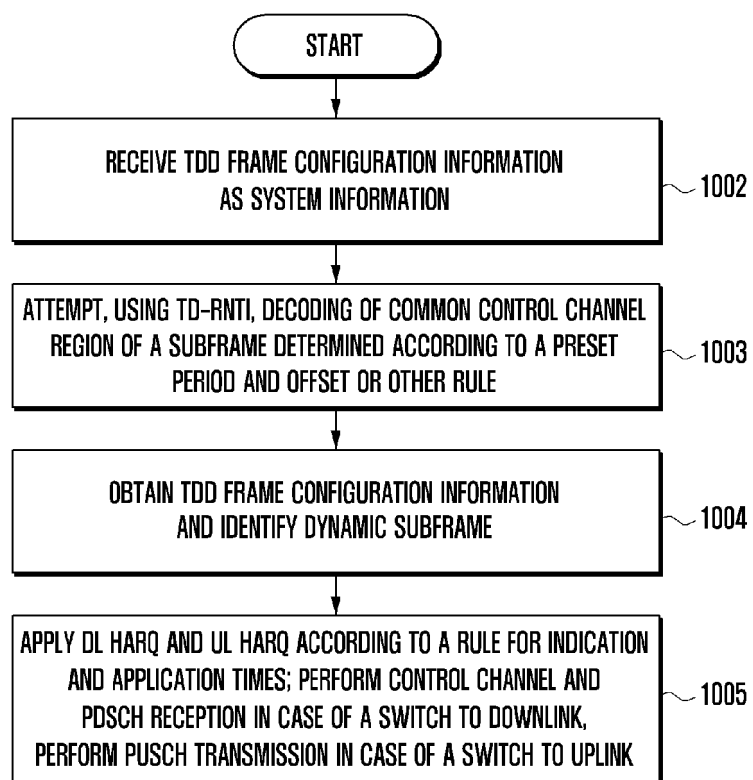 START
RECEIVE TDD FRAME CONFIGURATION INFORMATION
AS SYSTEM INFORMATION
1002
ATTEMPT, USING TD-RNTI, DECODING OF COMMON CONTROL CHANNEL
REGION OF A SUBFRAME DETERMINED ACCORDING TO A PRESET
PERIOD AND OFFSET OR OTHER RULE
1003
OBTAIN TDD FRAME CONFIGURATION INFORMATION
AND IDENTIFY DYNAMIC SUBFRAME
1004
APPLY DL HARQ AND UL HARQ ACCORDING TO A RULE FOR INDICATION
AND APPLICATION TIMES; PERFORM CONTROL CHANNEL AND
PDSCH RECEPTION IN CASE OF A SWITCH TO DOWNLINK,
PERFORM PUSCH TRANSMISSION IN CASE OF A SWITCH TO UPLINK
1005